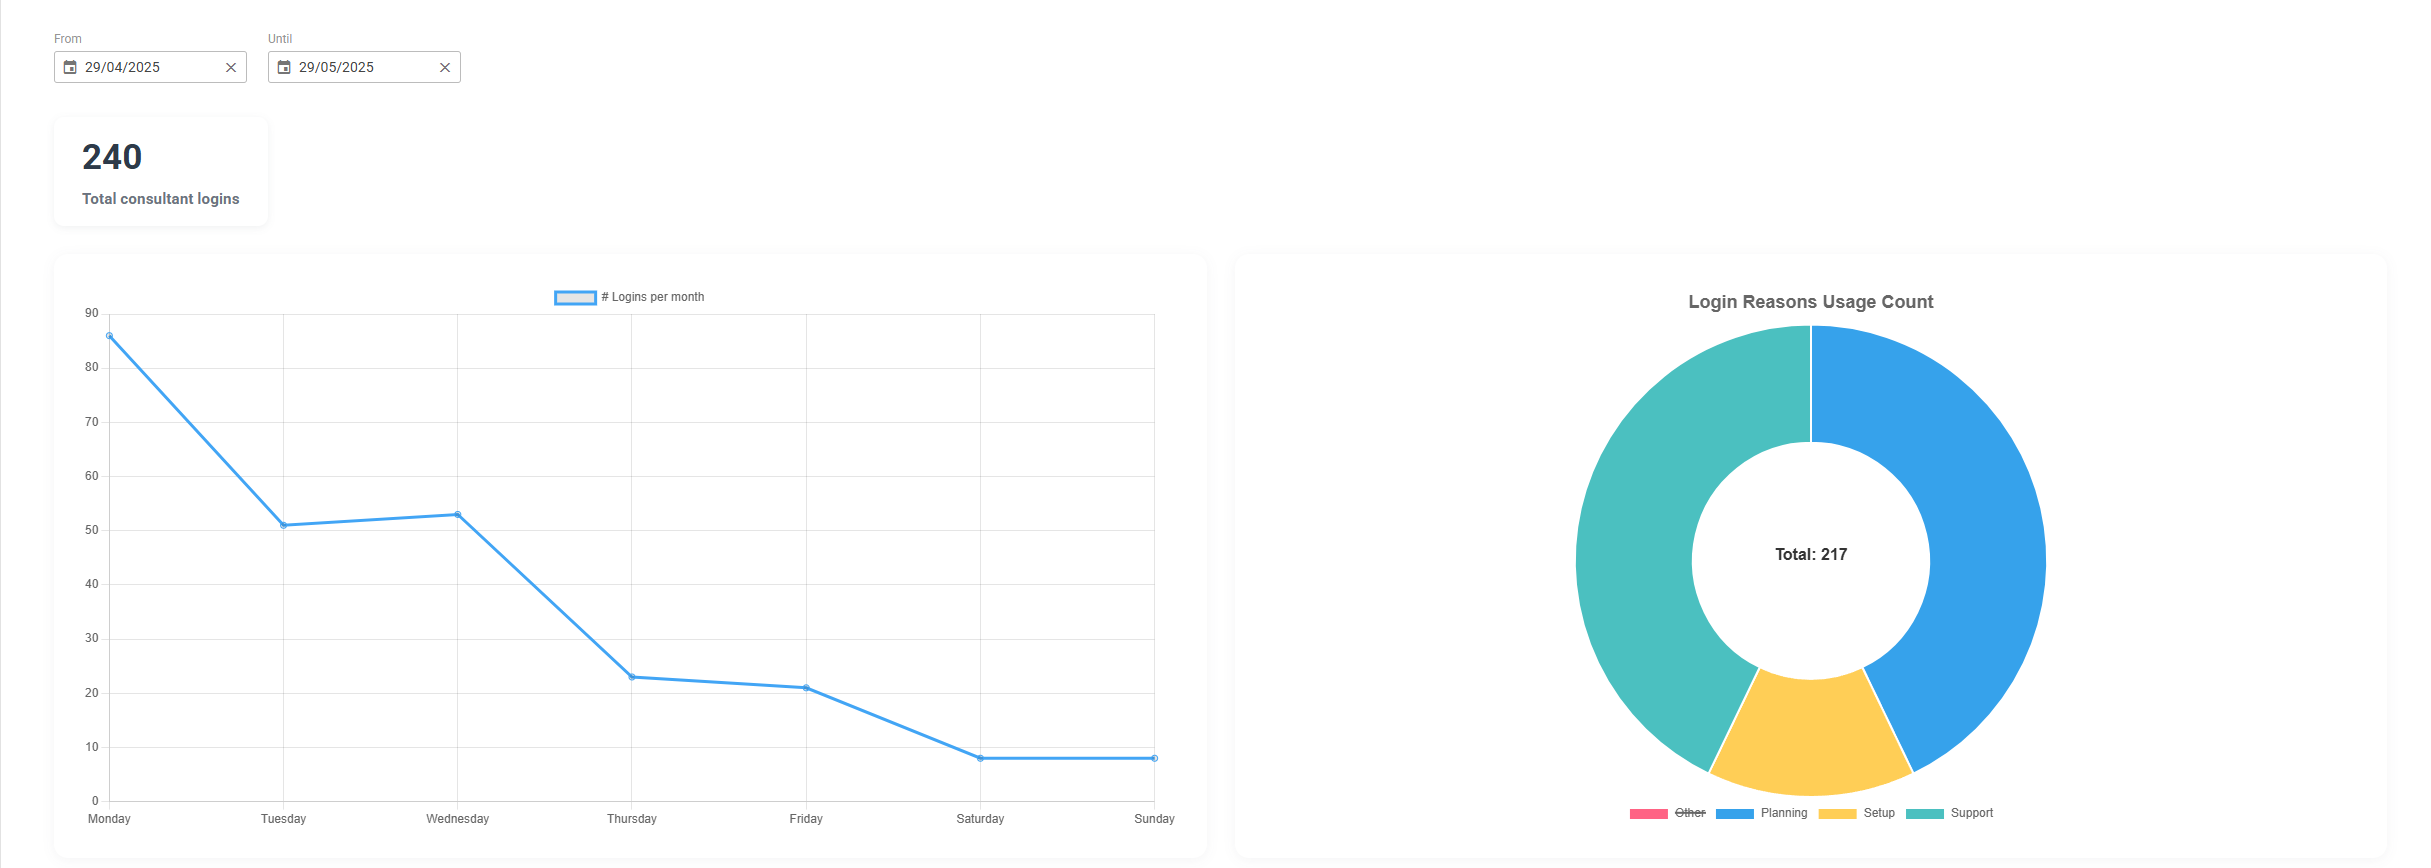 From Until
29/04/2025 29/05/2025
240
Total consultant logins
# Logins per month
90
80
70
60
50
40
30
20
10
0
Monday Tuesday Wednesday Thursday Friday Saturday Sunday
Login Reasons Usage Count
Total: 217
Other Planning Setup Support